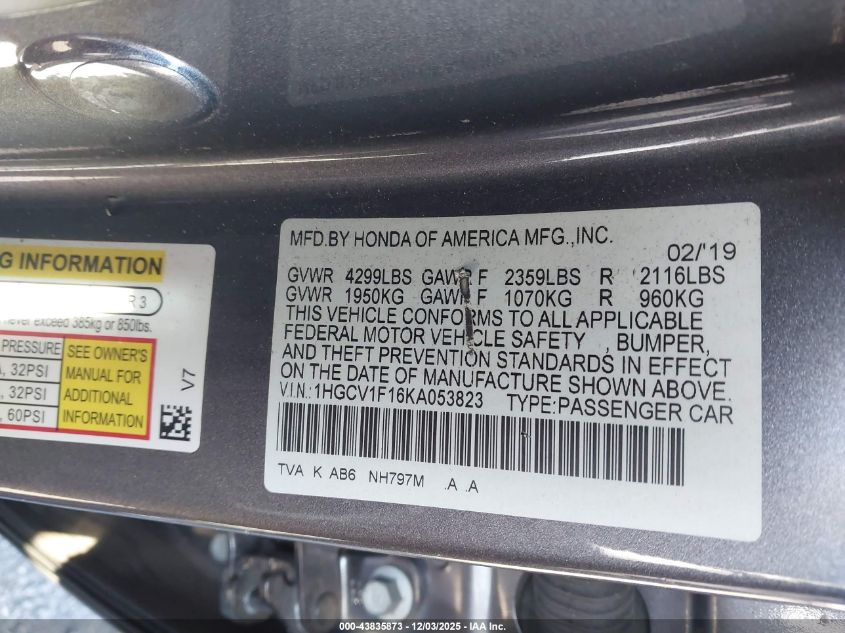 G INFORMATION
R 3
never exceed 385kg or 850lbs.
PRESSURE
, 32PSI
, 32PSI
, 60PSI
SEE OWNER'S
MANUAL FOR
ADDITIONAL
INFORMATION
V7
MFD.BY HONDA OF AMERICA MFG.,INC.
02/'19
GVWR 4299LBS GAWR F 2359LBS R 2116LBS
GVWR 1950KG GAWR F 1070KG R 960KG
THIS VEHICLE CONFORMS TO ALL APPLICABLE
FEDERAL MOTOR VEHICLE SAFETY , BUMPER,
AND THEFT PREVENTION STANDARDS IN EFFECT
ON THE DATE OF MANUFACTURE SHOWN ABOVE.
V.I.N.: 1HGCV1F16KA053823 TYPE:PASSENGER CAR
TVA K AB6 NH797M .A .A
000-43835873 - 12/03/2025 - IAA Inc.